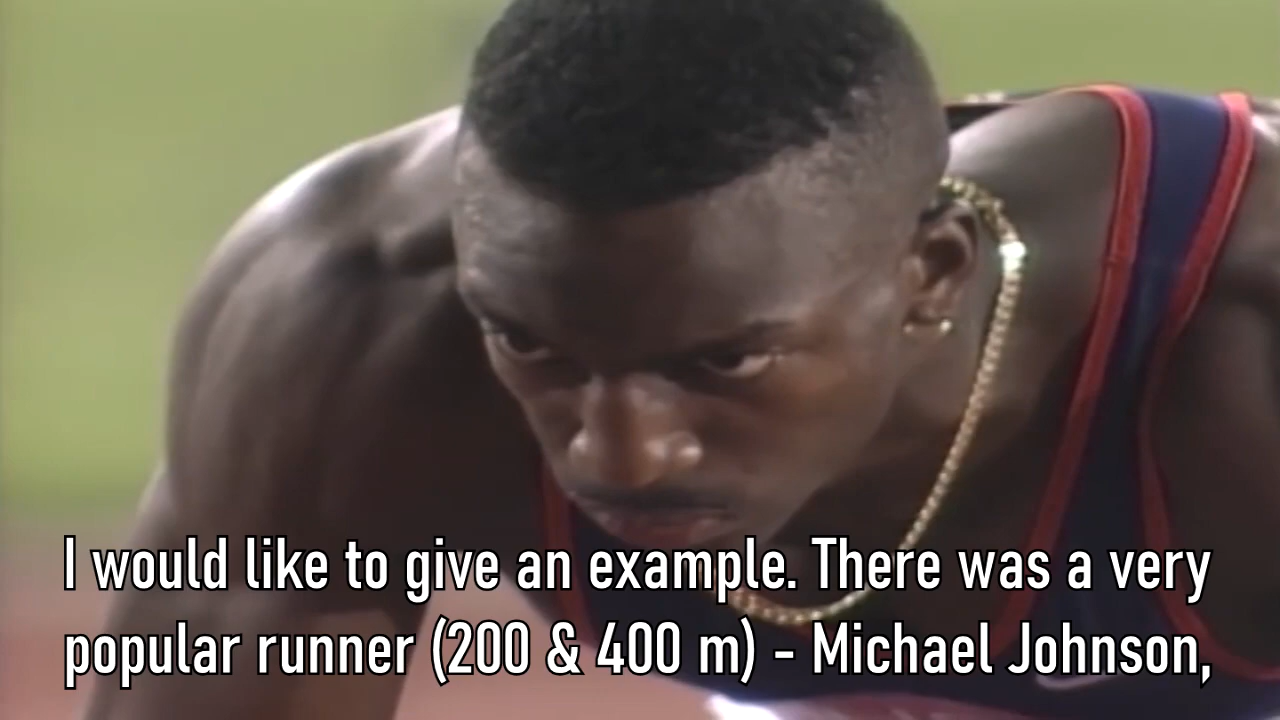 I would like to give an example. There was a very
popular runner (200 & 400 m) - Michael Johnson,